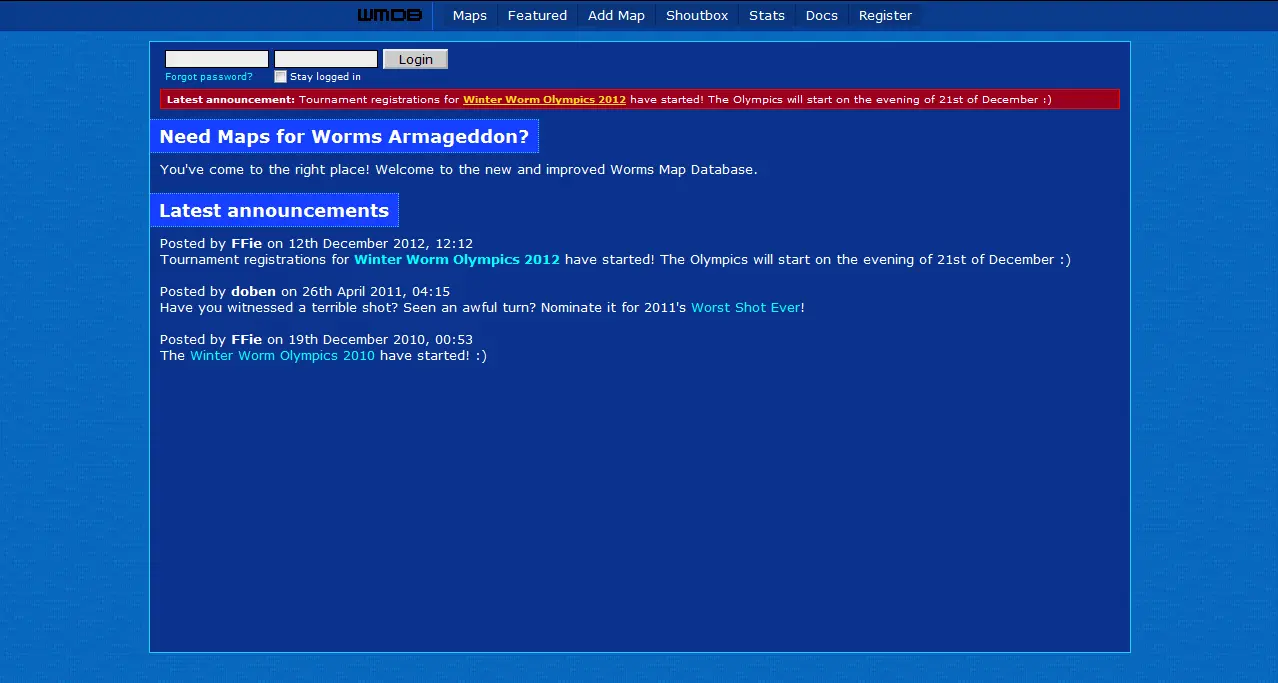 WMDB Maps Featured Add Map Shoutbox Stats Docs Register
Login
Forgot password? Stay logged in
Latest announcement: Tournament registrations for Winter Worm Olympics 2012 have started! The Olympics will start on the evening of 21st of December :)
Need Maps for Worms Armageddon?
You've come to the right place! Welcome to the new and improved Worms Map Database.
Latest announcements
Posted by FFie on 12th December 2012, 12:12
Tournament registrations for Winter Worm Olympics 2012 have started! The Olympics will start on the evening of 21st of December :)
Posted by doben on 26th April 2011, 04:15
Have you witnessed a terrible shot? Seen an awful turn? Nominate it for 2011's Worst Shot Ever!
Posted by FFie on 19th December 2010, 00:53
The Winter Worm Olympics 2010 have started! :)